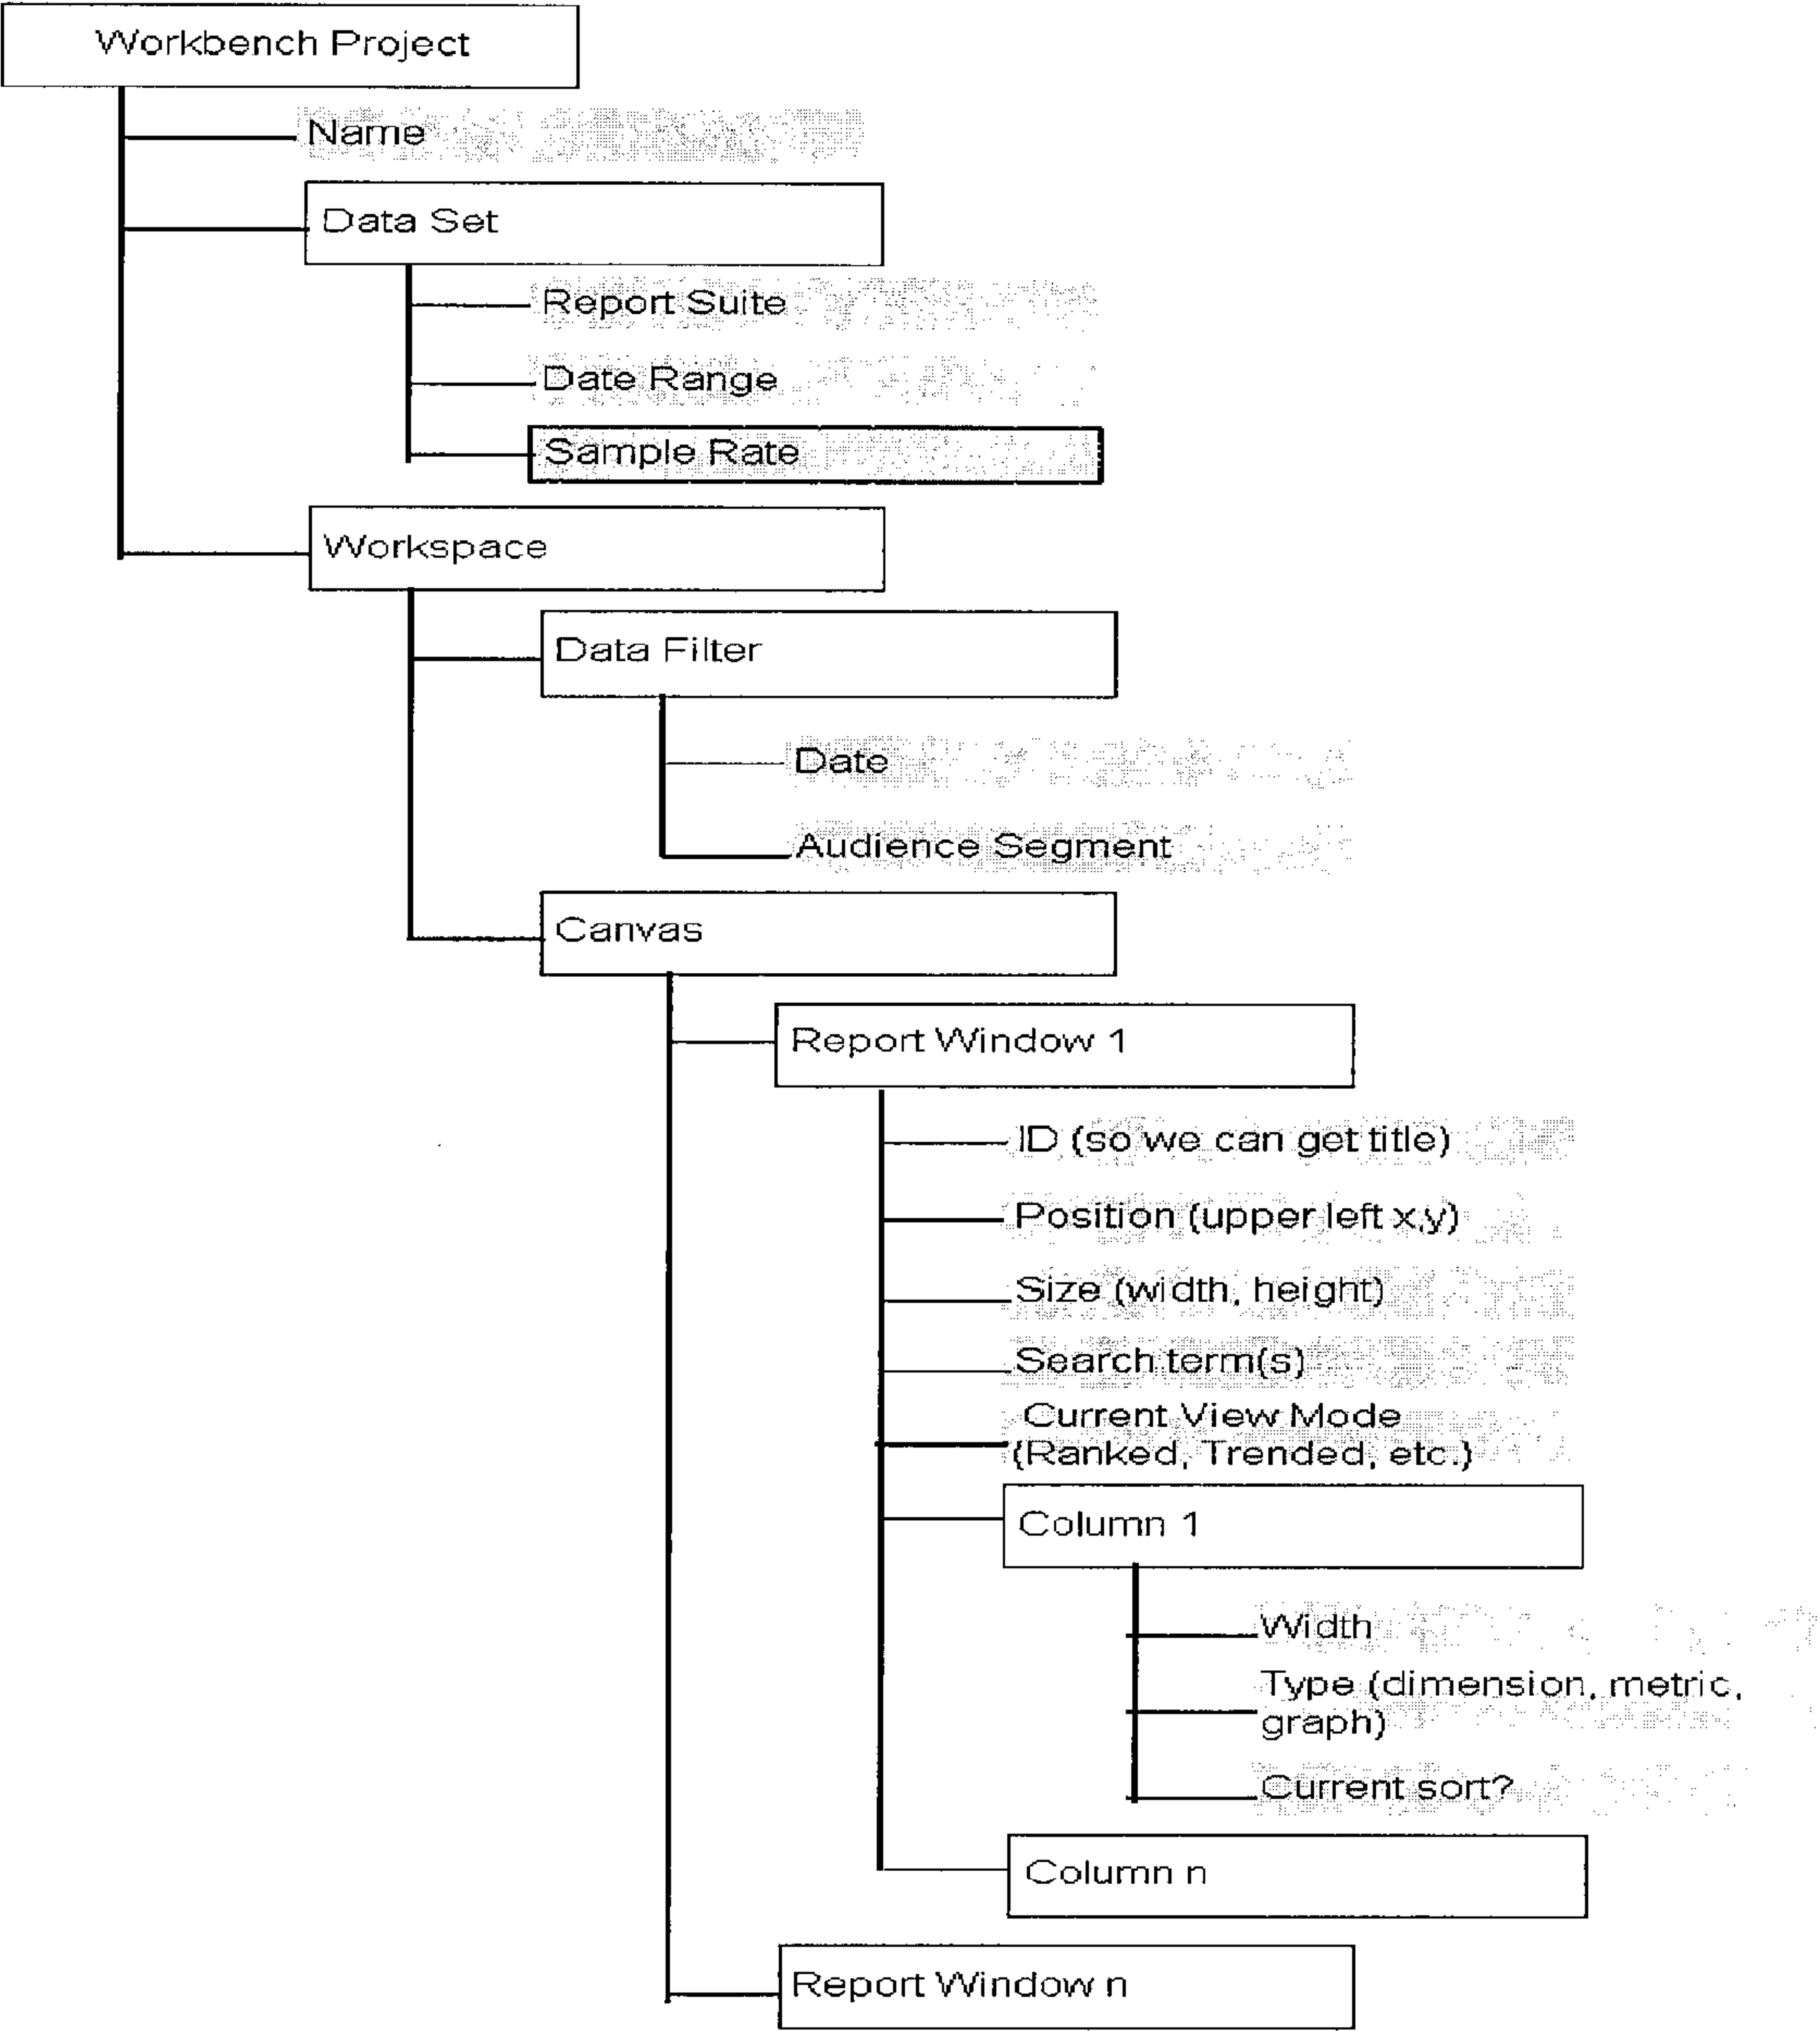 Workbench Project
Name
Data Set
Report Suite
Date Range
Sample Rate
Workspace
Data Filter
Date
Audience Segment
Canvas
Report Window 1
ID (so we can get title)
Position (upper left x,y)
Size (width, height)
Search term(s)
Current View Mode
(Ranked, Trended, etc.)
Column 1
Width
Type (dimension, metric,
graph)
Current sort?
Column n
Report Window n